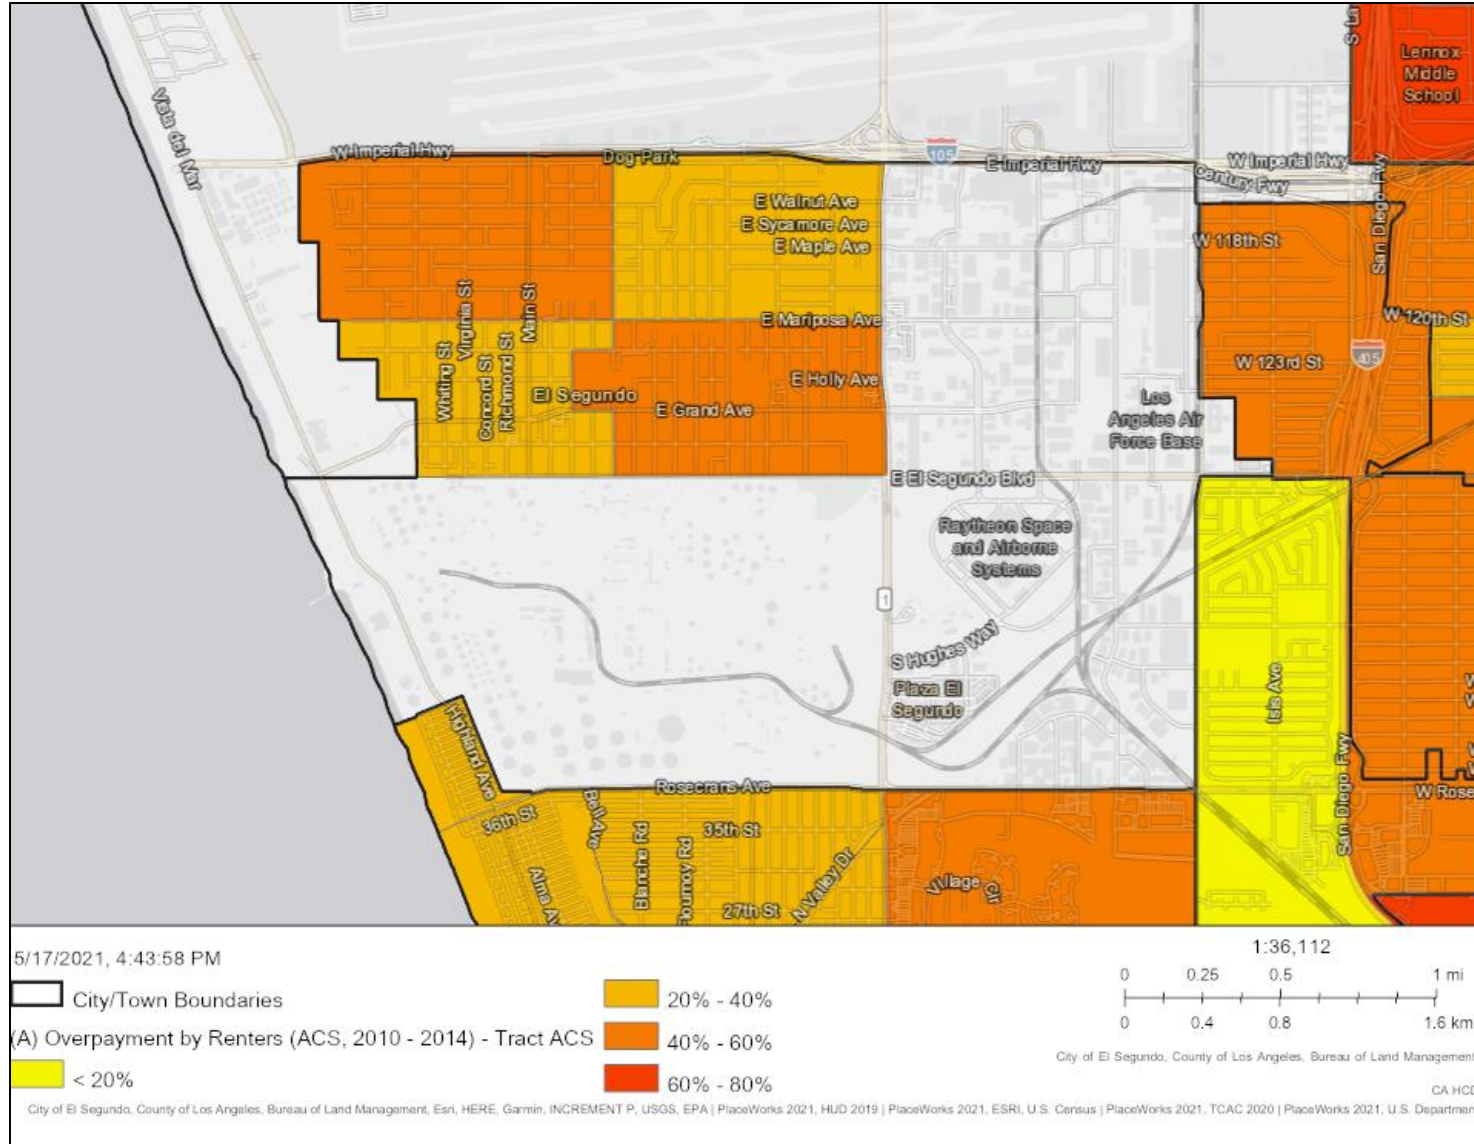 S La
Lennox
Middle
School
Vista del Mar
W Imperial Hwy
Dog Park
105
E Imperial Hwy
W Imperial Hwy
Century Fwy
San Diego Fwy
E Walnut Ave
E Sycamore Ave
E Maple Ave
W 118th St
E Mariposa Ave
W 120th St
Virginia St
Main St
Whiting St
Concord St
Richmond St
El Segundo
E Holly Ave
E Grand Ave
W 123rd St
405
Los
Angeles Air
Force Base
E El Segundo Blvd
Raytheon Space
and Airborne
Systems
1
S Hughes Way
Plaza El
Segundo
Isis Ave
Highland Ave
Rosecrans Ave
San Diego Fwy
W Rose
36th St
Bell Ave
Blanche Rd
Flournoy Rd
35th St
N Valley Dr
27th St
Alma Av
Village Cir
5/17/2021, 4:43:58 PM
City/Town Boundaries
(A) Overpayment by Renters (ACS, 2010 - 2014) - Tract ACS
< 20%
20% - 40%
40% - 60%
60% - 80%
1:36,112
0 0.25 0.5 1 mi
0 0.4 0.8 1.6 km
City of El Segundo, County of Los Angeles, Bureau of Land Management
CA HCD
City of El Segundo, County of Los Angeles, Bureau of Land Management, Esri, HERE, Garmin, INCREMENT P, USGS, EPA | PlaceWorks 2021, HUD 2019 | PlaceWorks 2021, ESRI, U.S. Census | PlaceWorks 2021, TCAC 2020 | PlaceWorks 2021, U.S. Departmen